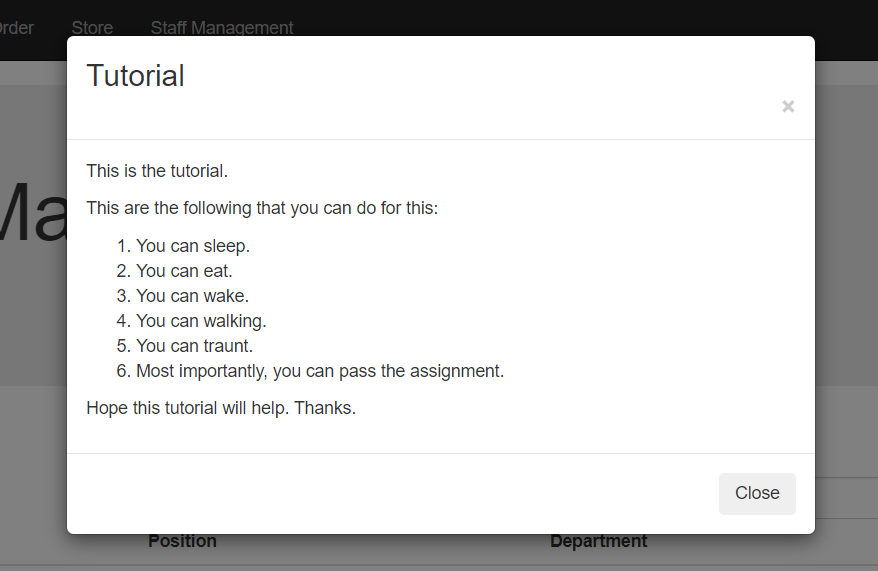 Store Staff Management
Tutorial
×
This is the tutorial.
This are the following that you can do for this:
1. You can sleep.
2. You can eat.
3. You can wake.
4. You can walking.
5. You can traunt.
6. Most importantly, you can pass the assignment.
Hope this tutorial will help. Thanks.
Close
Position Department